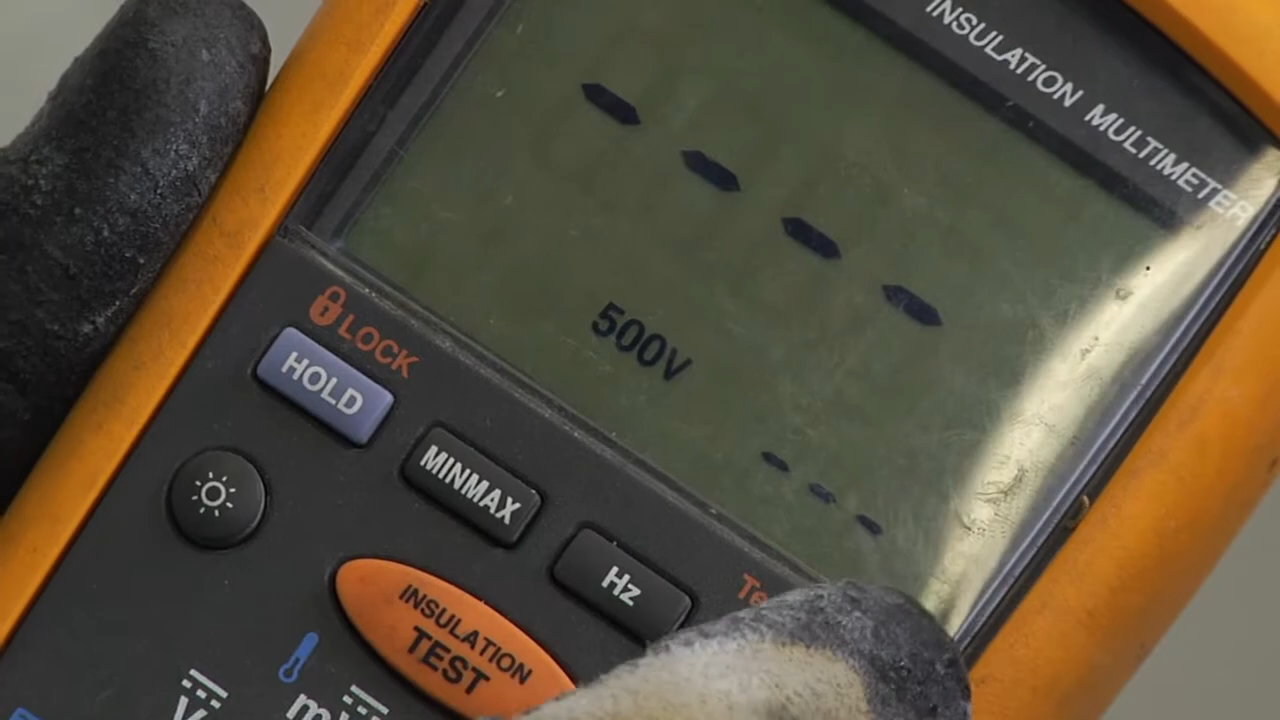 INSULATION MULTIMETER
- - - -
500V
- - -
LOCK
HOLD
MINMAX
Hz
INSULATION
TEST